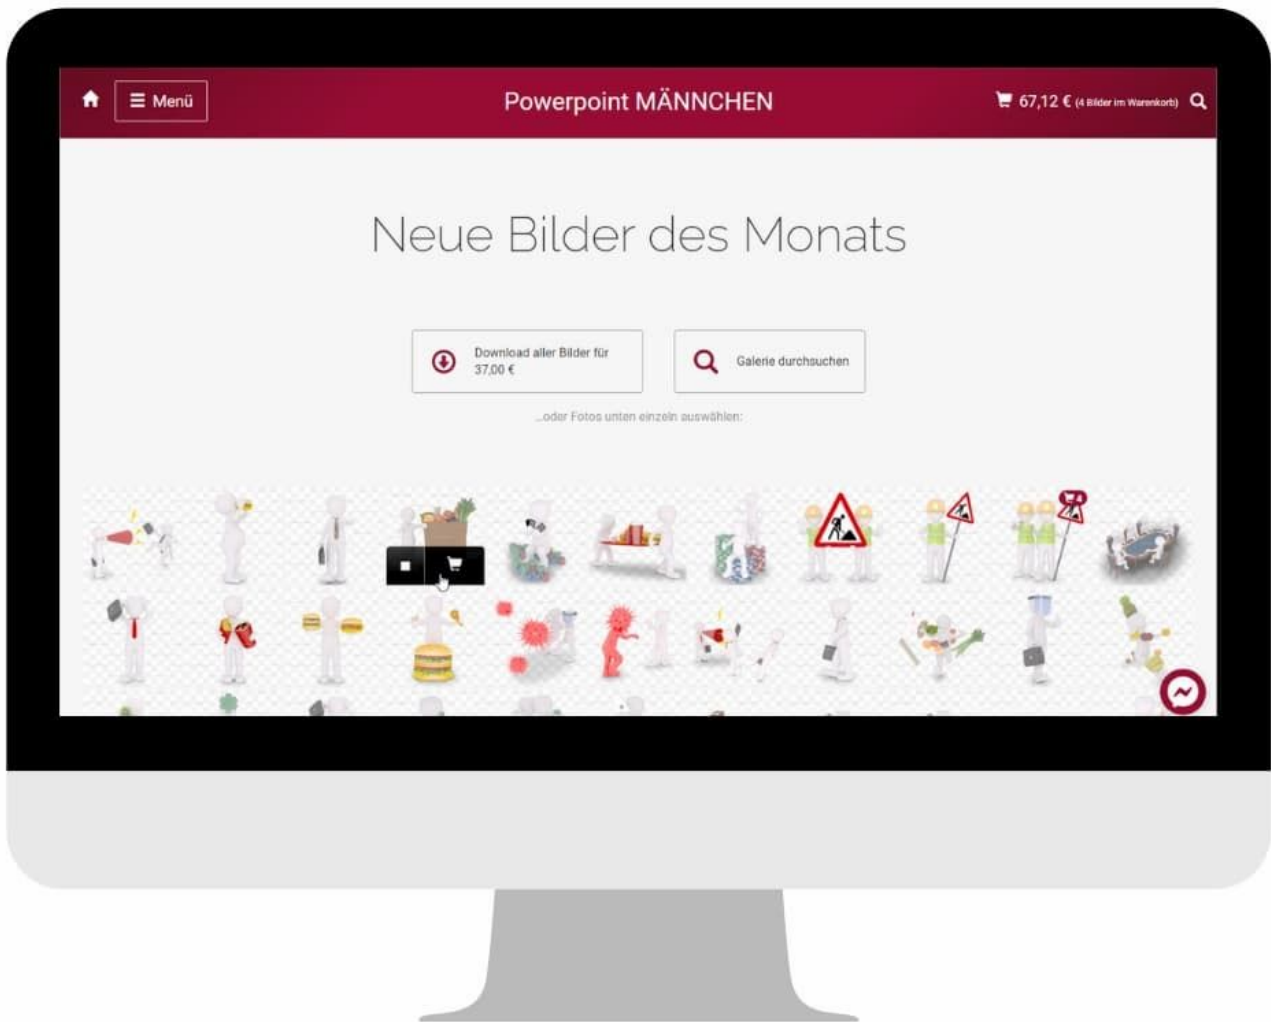 Menü
Powerpoint MÄNNCHEN
67,12 € (4 Bilder im Warenkorb)
Neue Bilder des Monats
Download aller Bilder für
37,00 €
Galerie durchsuchen
...oder Fotos unten einzeln auswählen: